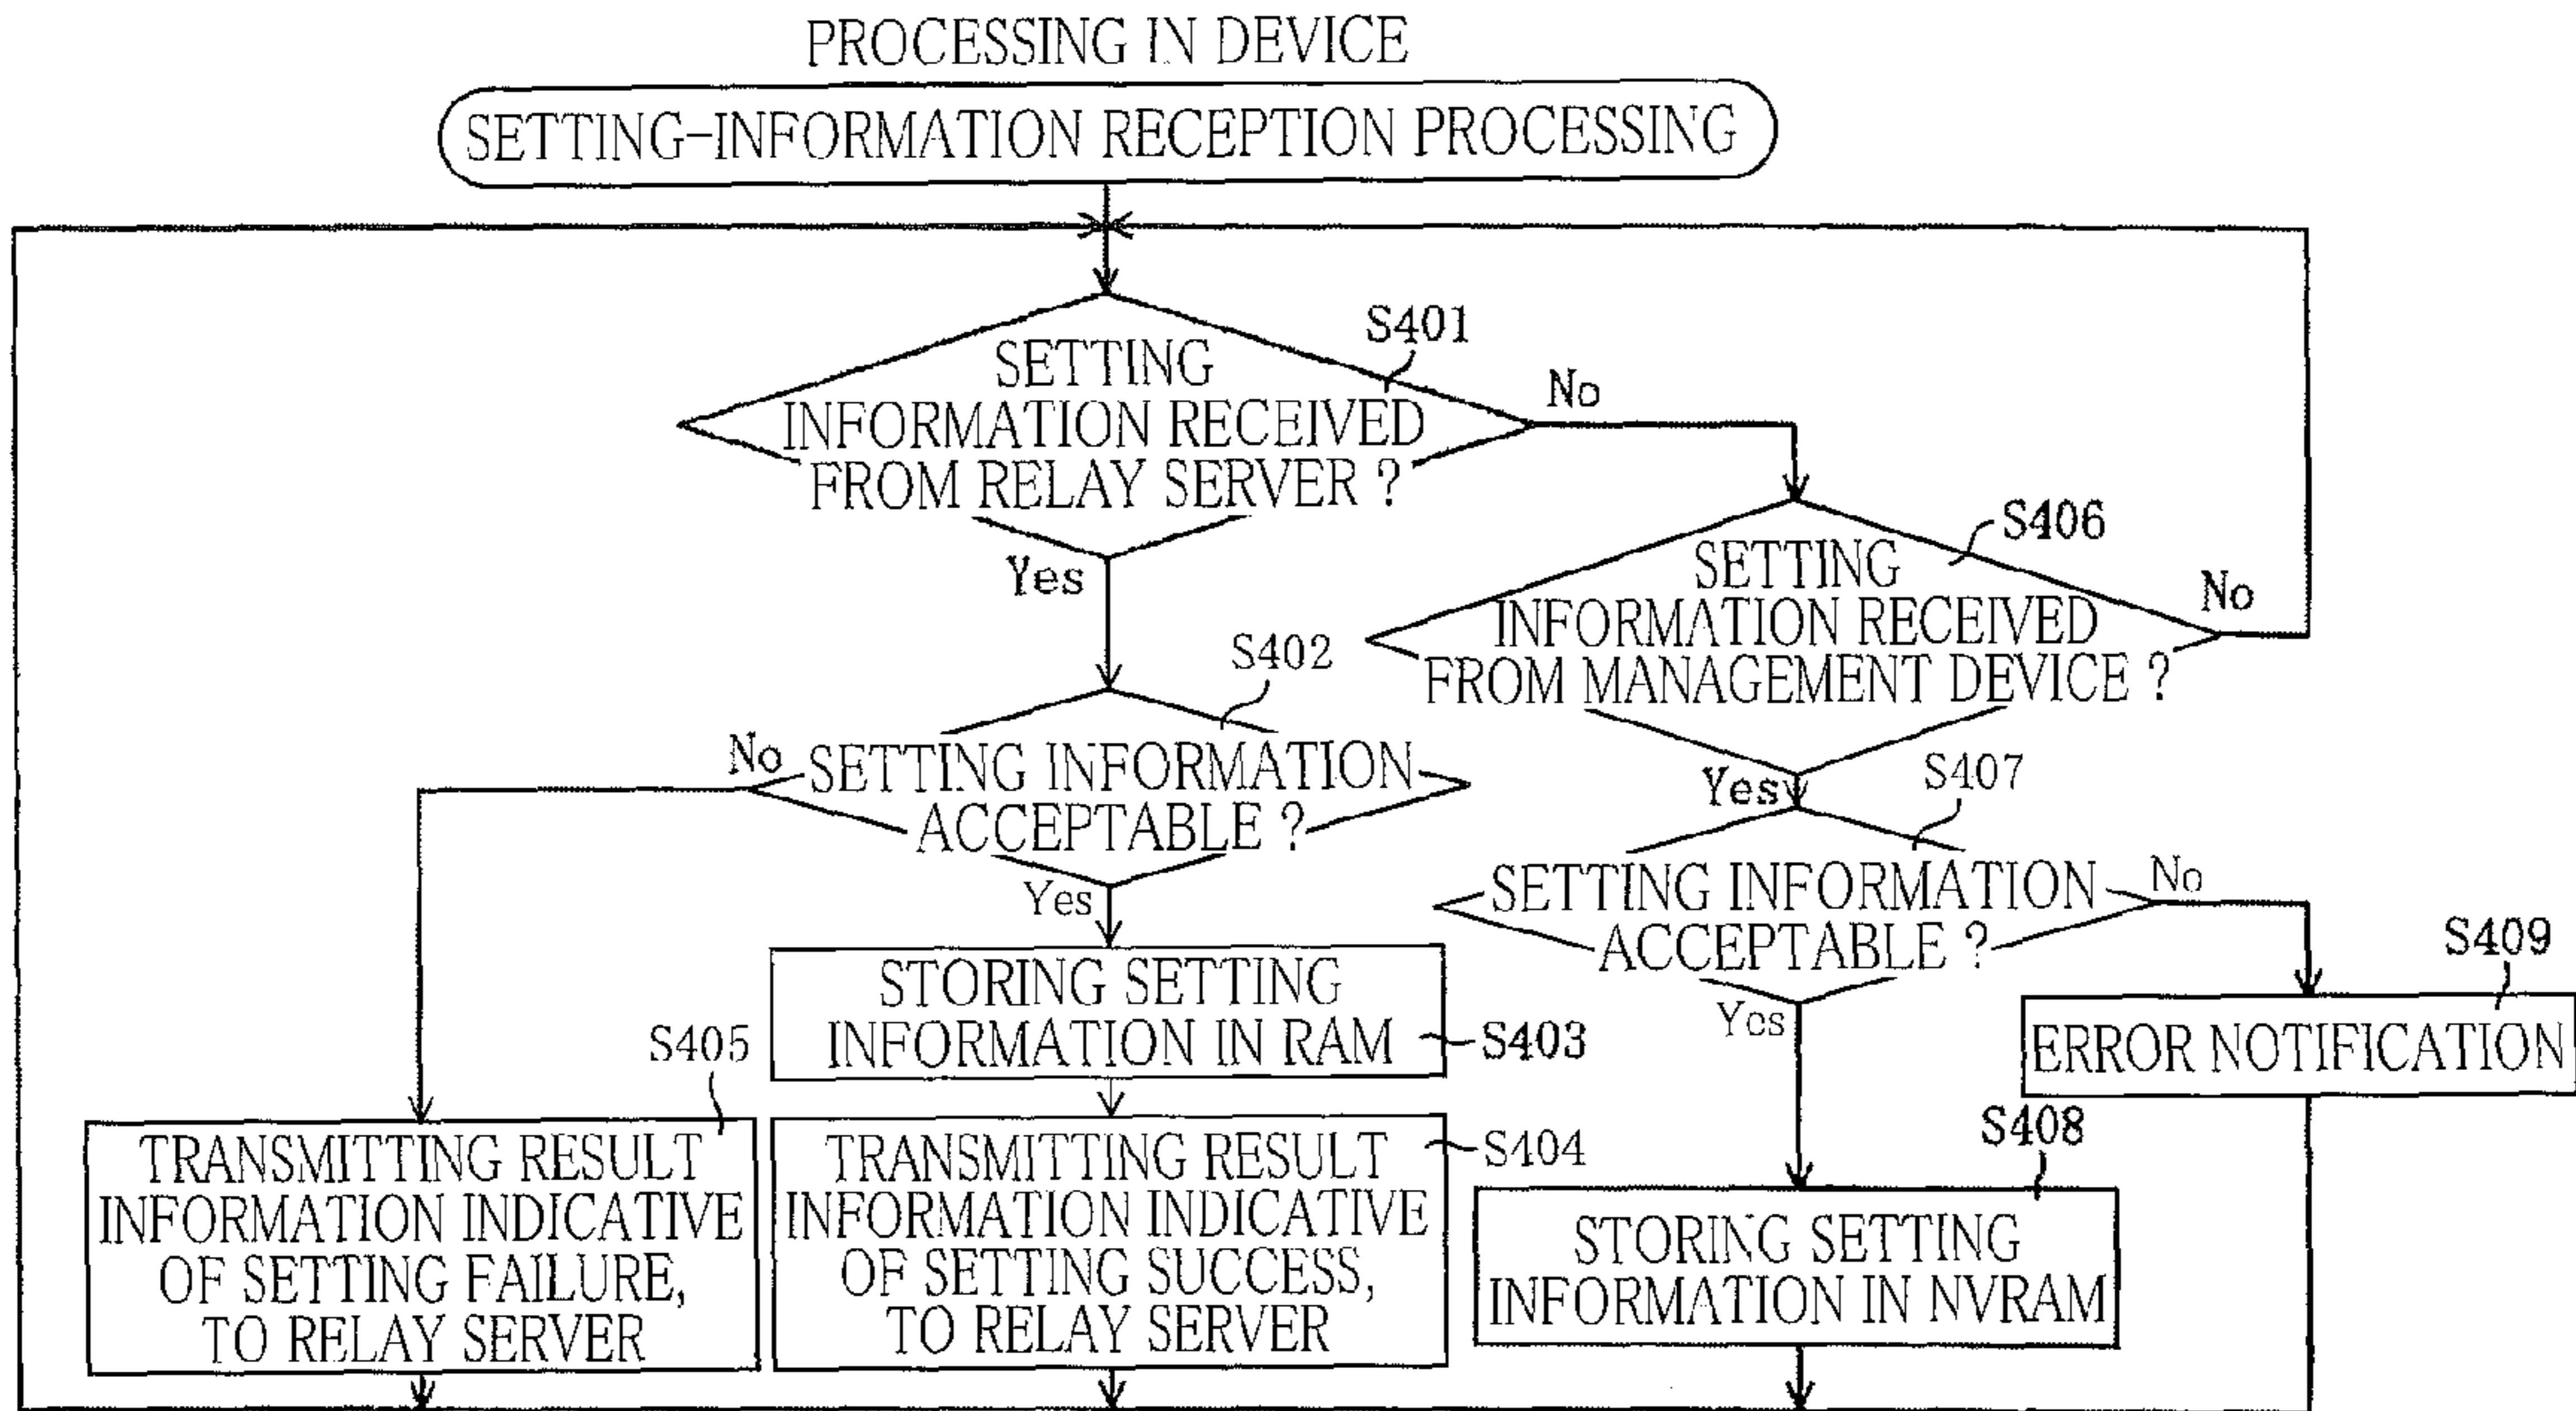 PROCESSING IN DEVICE
SETTING-INFORMATION RECEPTION PROCESSING
S401
SETTING
INFORMATION RECEIVED
FROM RELAY SERVER ?
No
Yes
S406
SETTING
INFORMATION RECEIVED
FROM MANAGEMENT DEVICE ?
No
Yes
S402
No
SETTING INFORMATION
ACCEPTABLE ?
Yes
S407
SETTING INFORMATION
ACCEPTABLE ?
No
Yes
S409
ERROR NOTIFICATION
STORING SETTING
INFORMATION IN RAM
S403
S405
TRANSMITTING RESULT
INFORMATION INDICATIVE
OF SETTING FAILURE,
TO RELAY SERVER
TRANSMITTING RESULT
INFORMATION INDICATIVE
OF SETTING SUCCESS,
TO RELAY SERVER
S404
S408
STORING SETTING
INFORMATION IN NVRAM